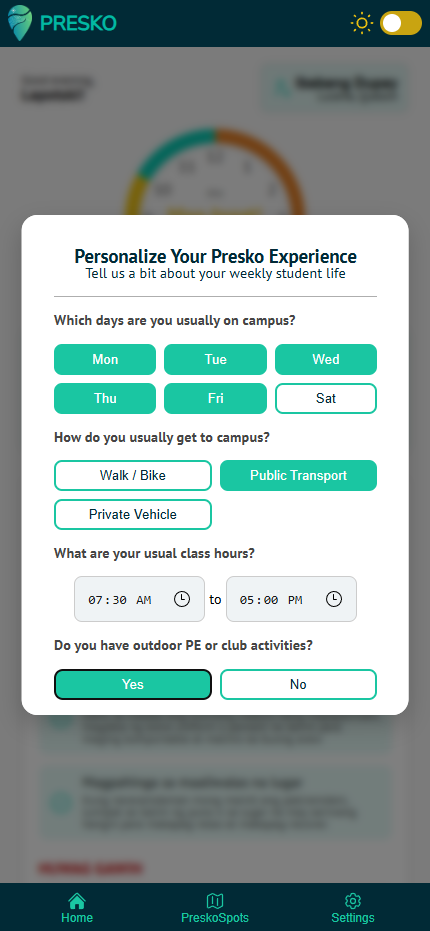 PRESKO
Personalize Your Presko Experience
Tell us a bit about your weekly student life
Which days are you usually on campus?
Mon Tue Wed
Thu Fri Sat
How do you usually get to campus?
Walk / Bike Public Transport
Private Vehicle
What are your usual class hours?
07:30 AM to 05:00 PM
Do you have outdoor PE or club activities?
Yes No
Home PreskoSpots Settings